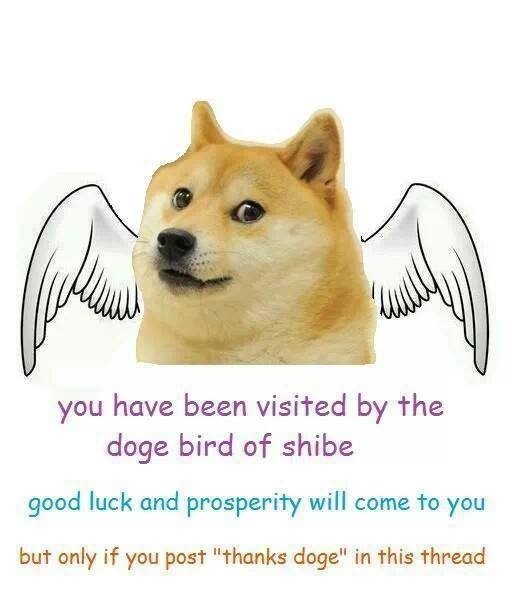 you have been visited by the
doge bird of shibe
good luck and prosperity will come to you
but only if you post "thanks doge" in this thread